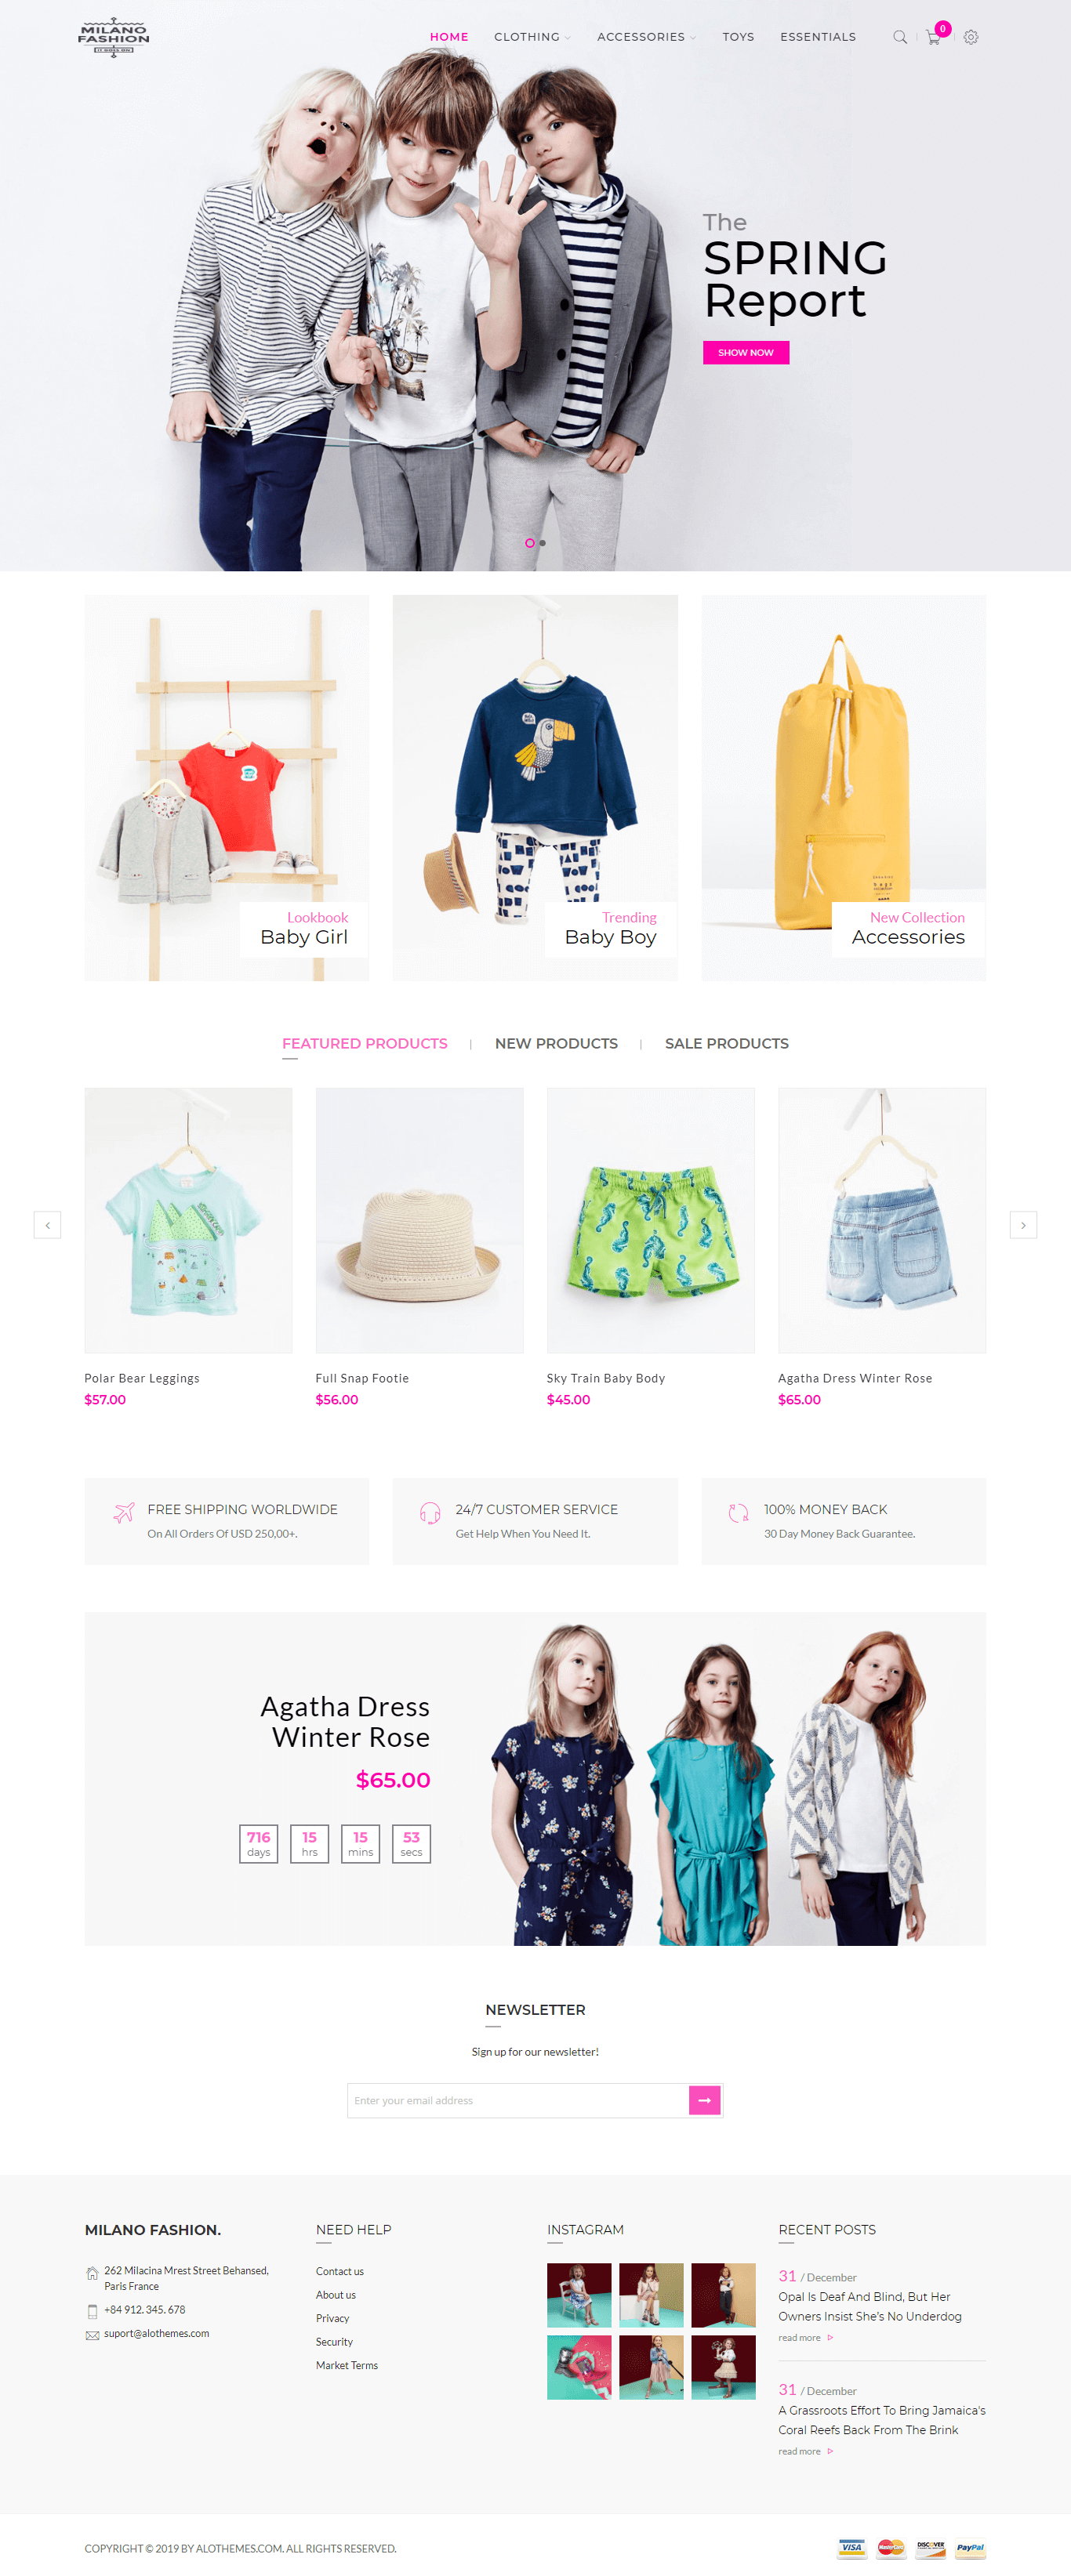 MILANO
FASHION
HOME
CLOTHING
ACCESSORIES
TOYS
ESSENTIALS
0
The
SPRING
Report
SHOW NOW
Lookbook
Baby Girl
Trending
Baby Boy
New Collection
Accessories
FEATURED PRODUCTS
NEW PRODUCTS
SALE PRODUCTS
Polar Bear Leggings
$57.00
Full Snap Footie
$56.00
Sky Train Baby Body
$45.00
Agatha Dress Winter Rose
$65.00
FREE SHIPPING WORLDWIDE
On All Orders Of USD 250,00+.
24/7 CUSTOMER SERVICE
Get Help When You Need It.
100% MONEY BACK
30 Day Money Back Guarantee.
Agatha Dress
Winter Rose
$65.00
716
days
15
hrs
15
mins
53
secs
NEWSLETTER
Sign up for our newsletter!
Enter your email address
MILANO FASHION.
262 Milacina Mrest Street Behansed,
Paris France
+84 912. 345. 678
suport@alothemes.com
NEED HELP
Contact us
About us
Privacy
Security
Market Terms
INSTAGRAM
RECENT POSTS
31 / December
Opal Is Deaf And Blind, But Her
Owners Insist She's No Underdog
read more
31 / December
A Grassroots Effort To Bring Jamaica's
Coral Reefs Back From The Brink
read more
COPYRIGHT © 2019 BY ALOTHEMES.COM. ALL RIGHTS RESERVED.
VISA
MasterCard
DISCOVER
PayPal